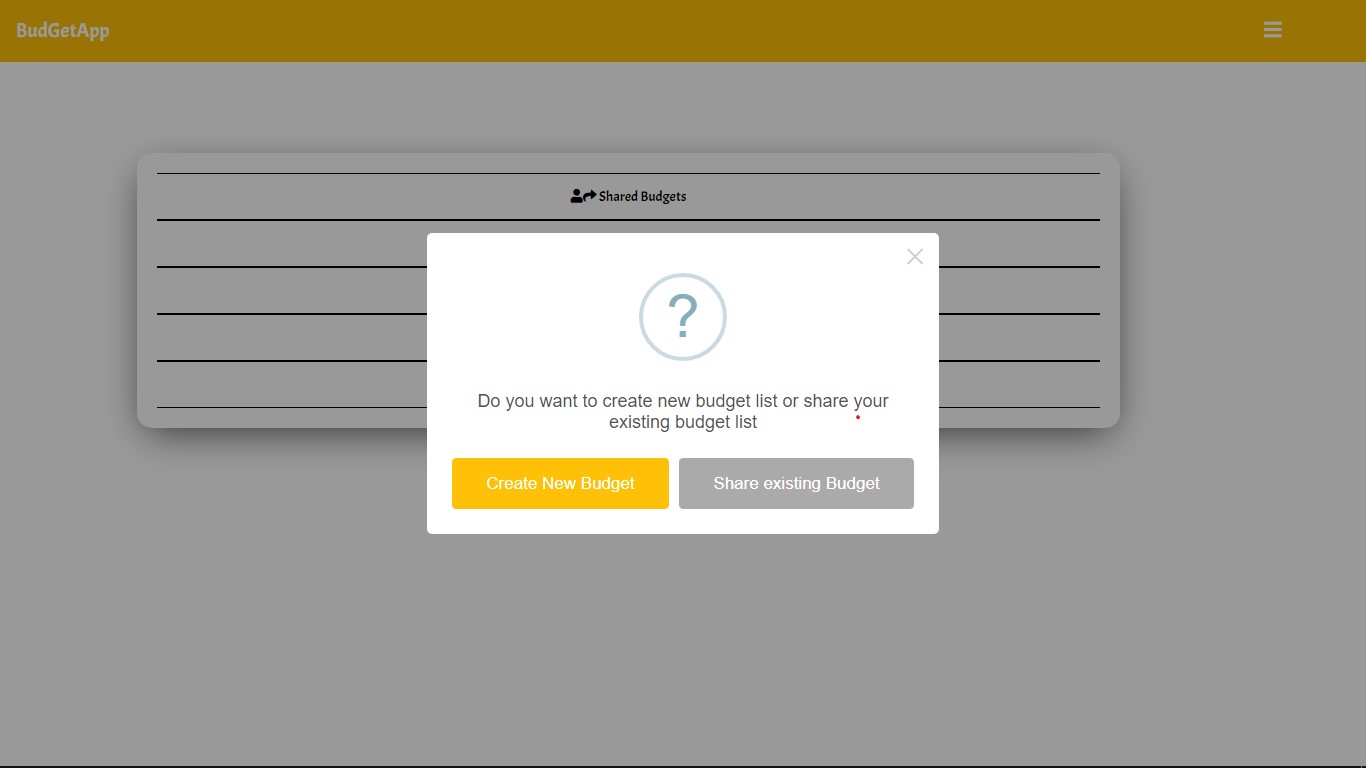 BudGetApp
Shared Budgets
?
Do you want to create new budget list or share your
existing budget list
Create New Budget
Share existing Budget